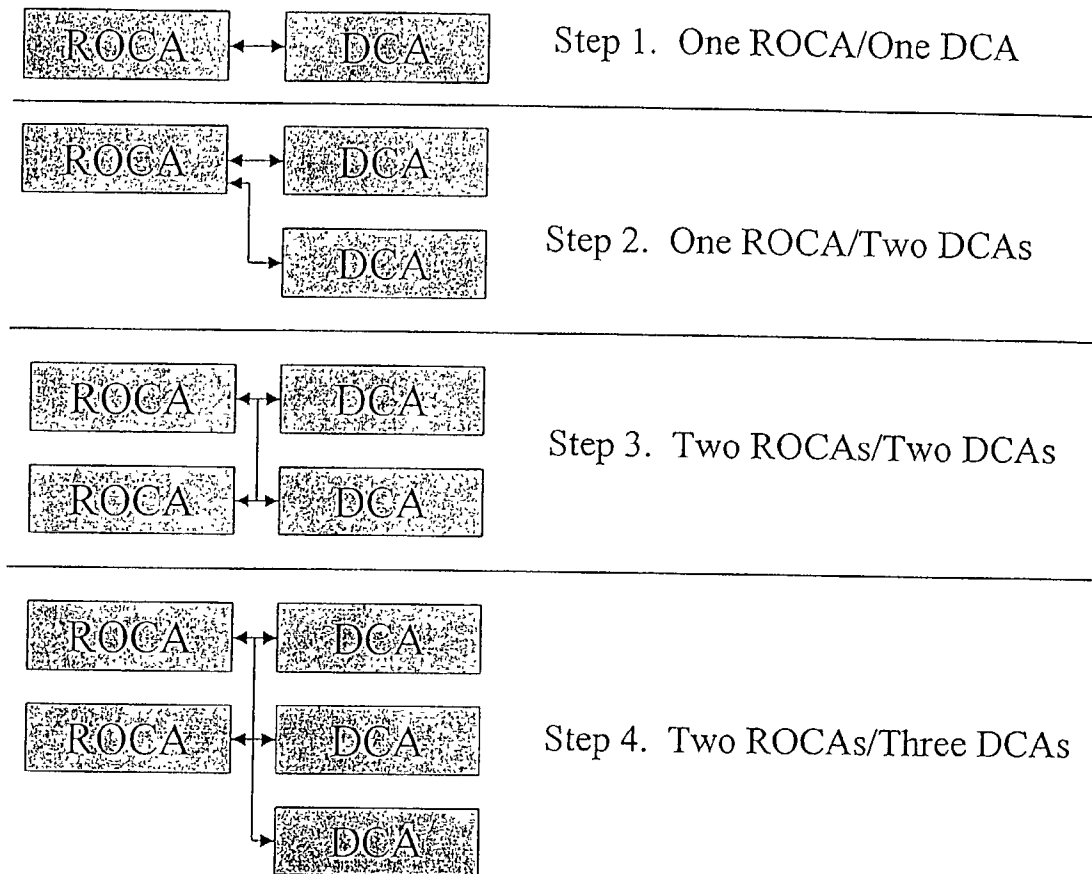 ROCA DCA Step 1. One ROCA/One DCA
ROCA DCA
DCA Step 2. One ROCA/Two DCAs
ROCA DCA
Step 3. Two ROCAs/Two DCAs
ROCA DCA
ROCA DCA
ROCA DCA Step 4. Two ROCAs/Three DCAs
DCA